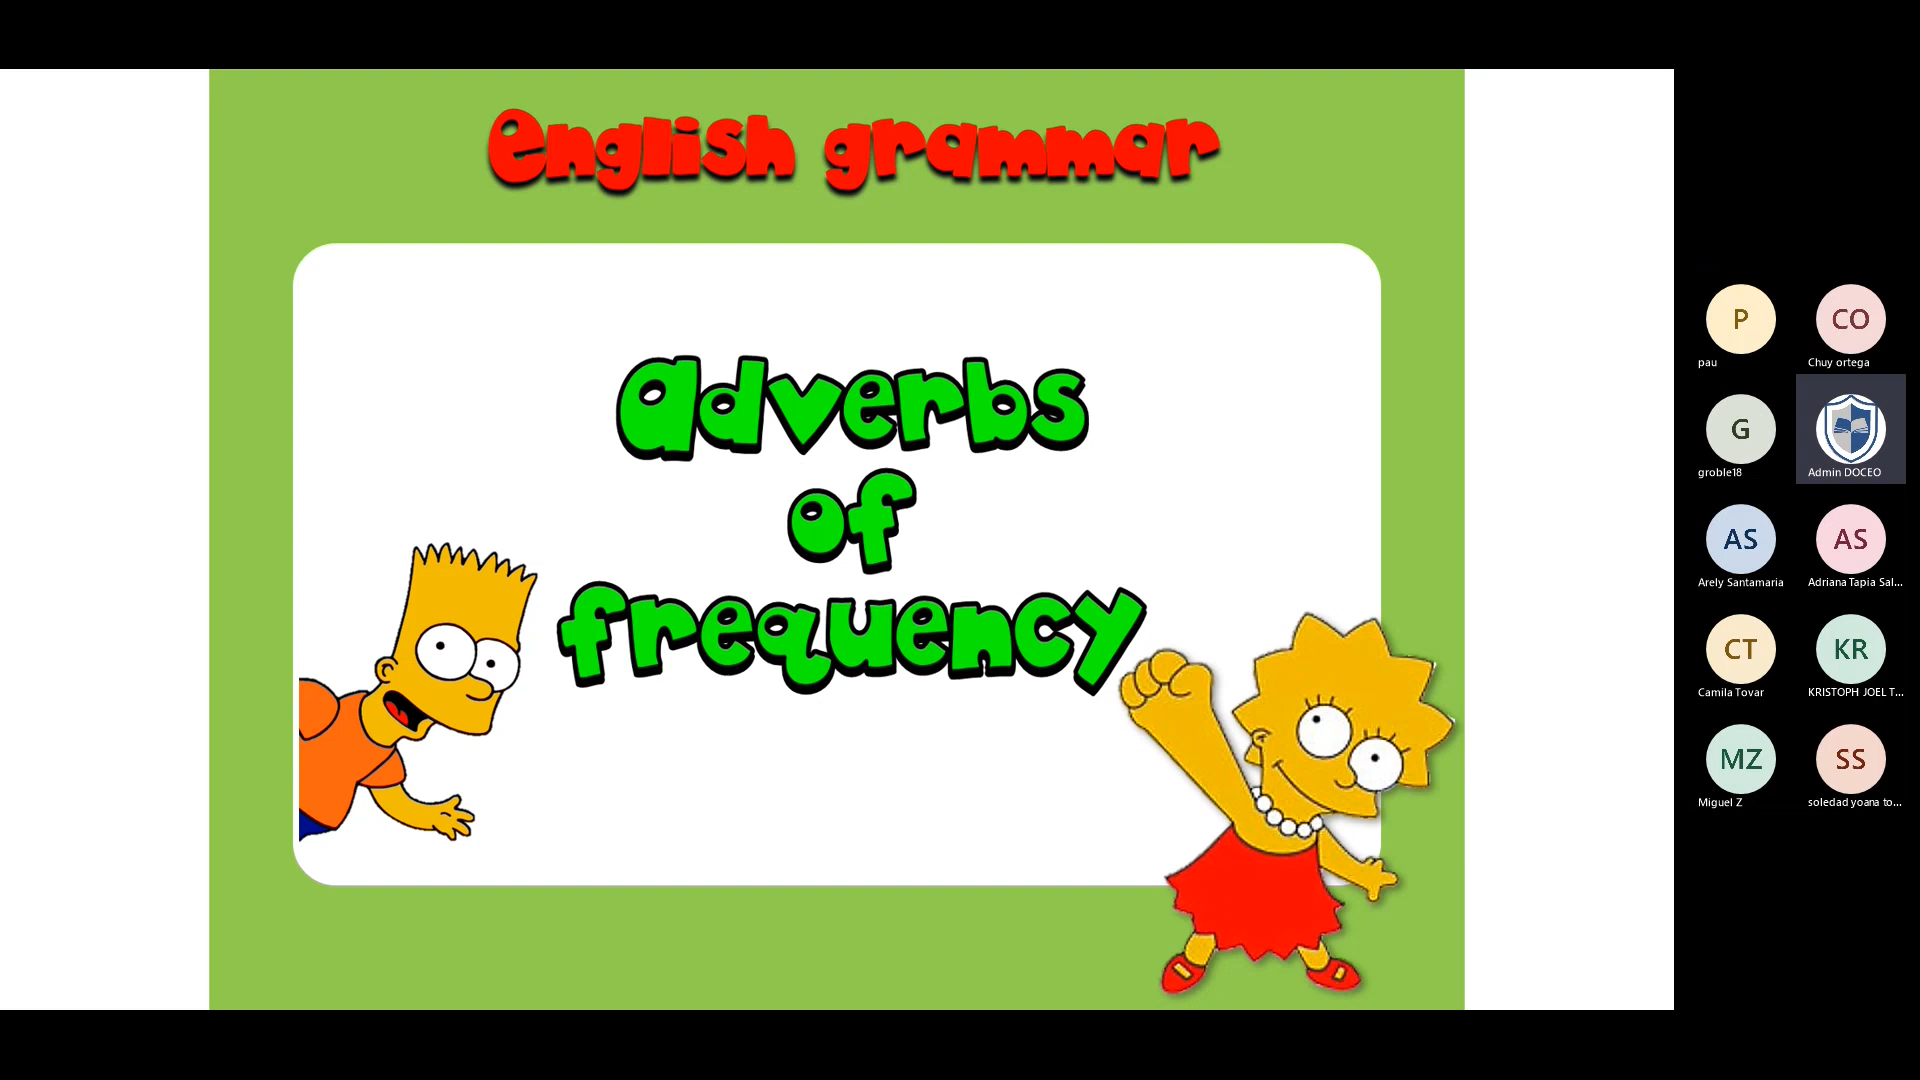 English grammar
adverbs
of
frequency
P
pau
CO
Chuy ortega
G
groble18
Admin DOCEO
AS
Arely Santamaria
AS
Adriana Tapia Sal...
CT
Camila Tovar
KR
KRISTOPH JOEL T...
MZ
Miguel Z
SS
soledad yoana to...